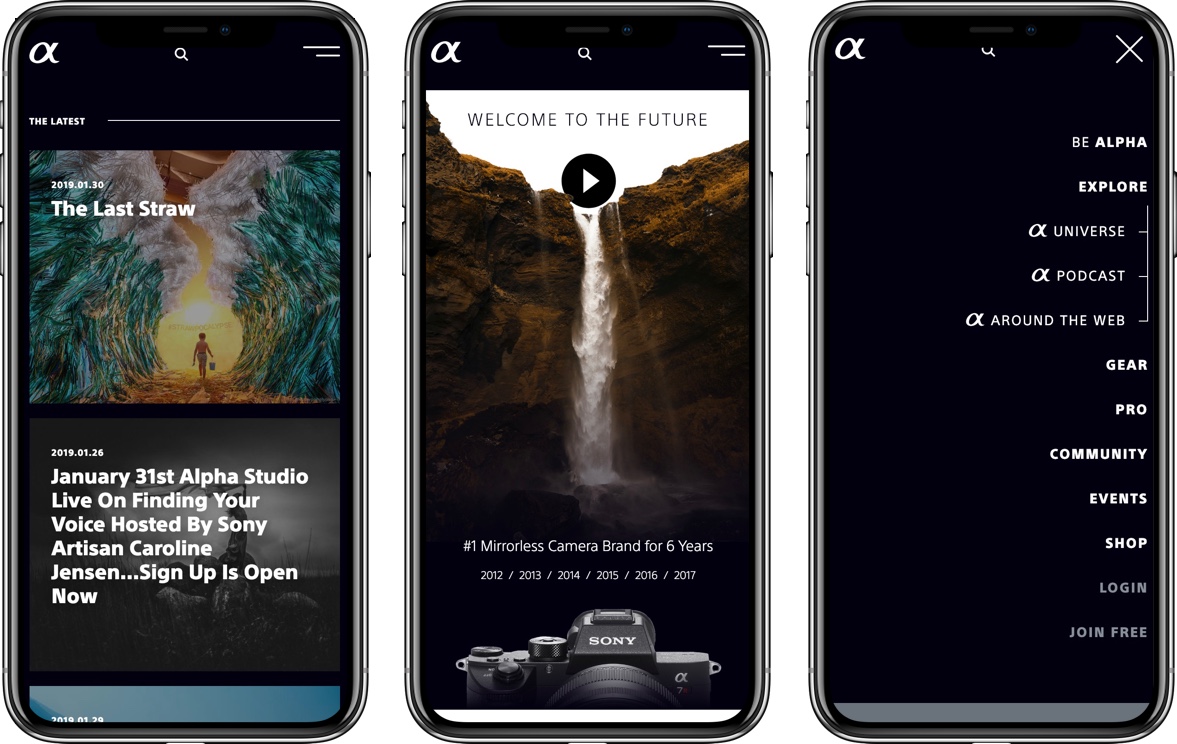 α
THE LATEST
2019.01.30
The Last Straw
#STRAWPOCALYPSE
2019.01.26
January 31st Alpha Studio
Live On Finding Your
Voice Hosted By Sony
Artisan Caroline
Jensen...Sign Up Is Open
Now
2019.01.29
α
WELCOME TO THE FUTURE
#1 Mirrorless Camera Brand for 6 Years
2012 / 2013 / 2014 / 2015 / 2016 / 2017
SONY
α
7R
α
BE ALPHA
EXPLORE
α UNIVERSE
α PODCAST
α AROUND THE WEB
GEAR
PRO
COMMUNITY
EVENTS
SHOP
LOGIN
JOIN FREE